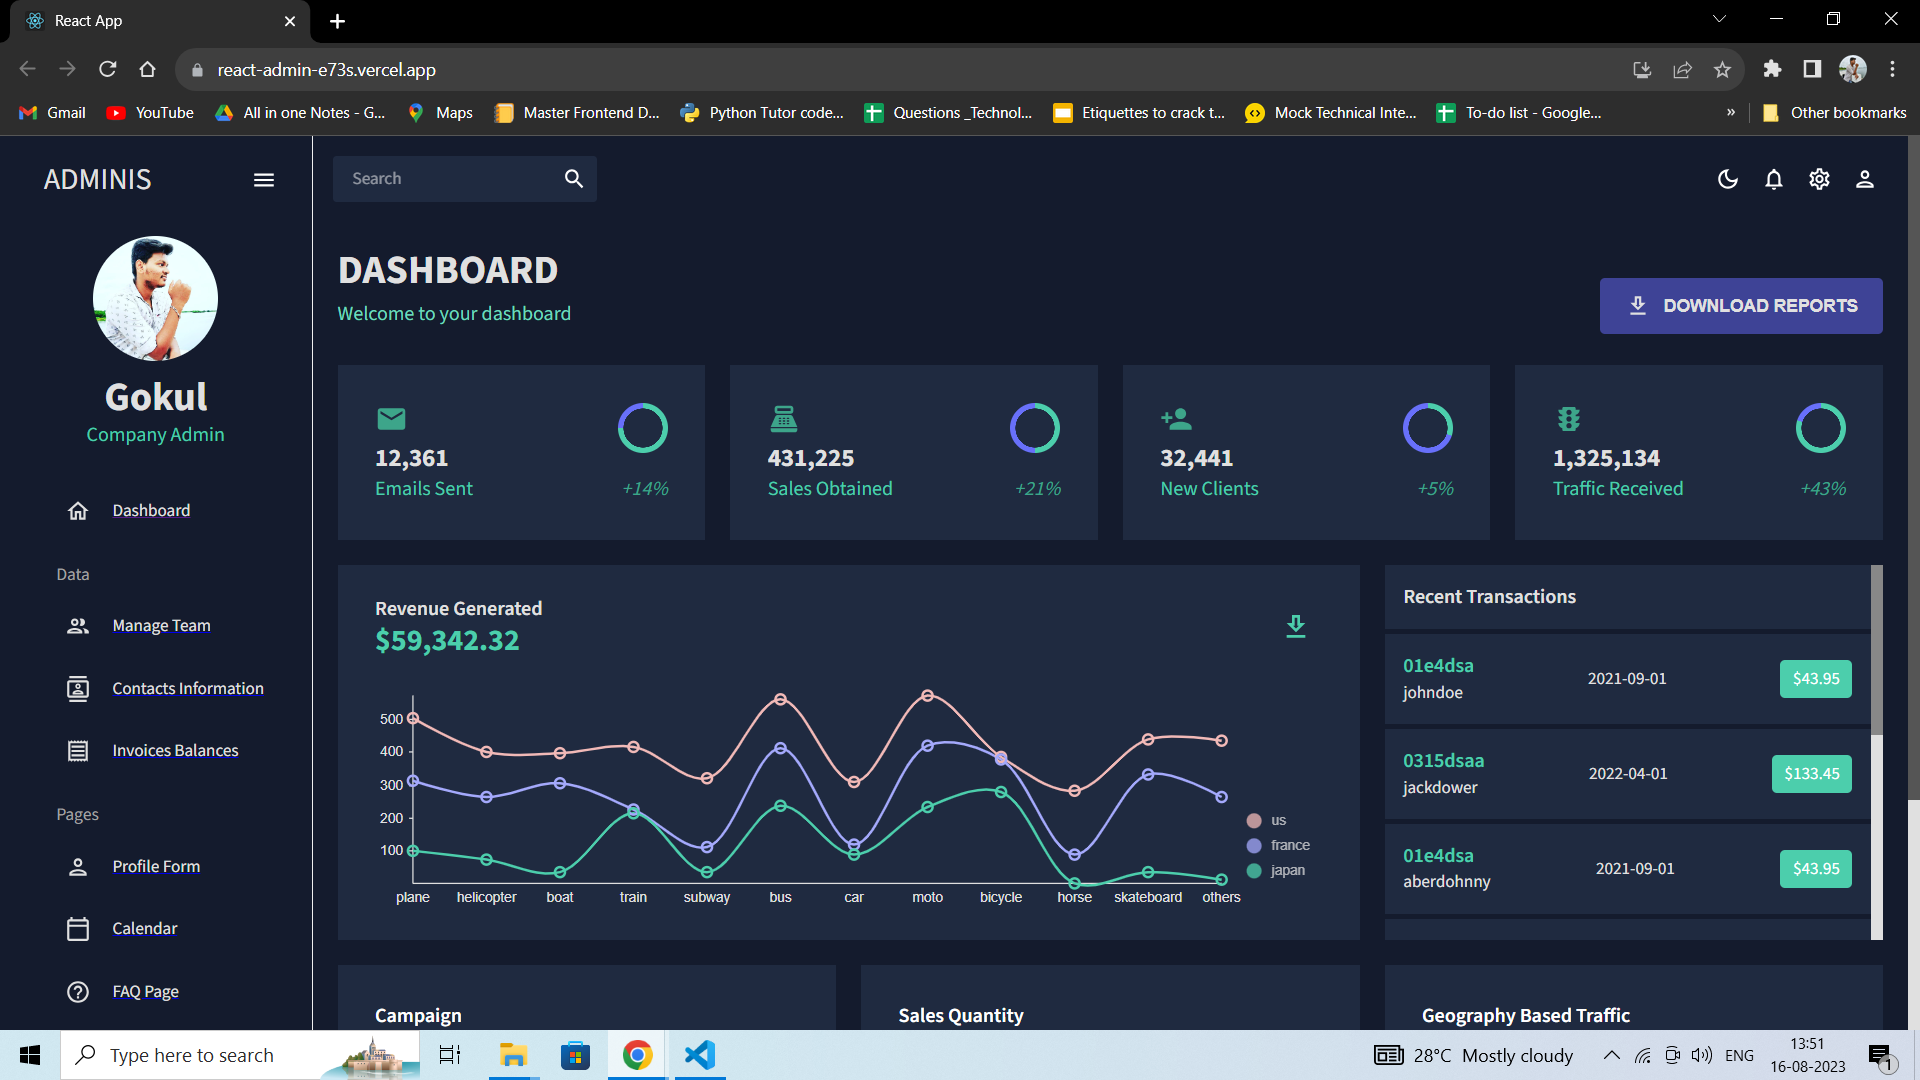 React App
react-admin-e73s.vercel.app
Gmail
YouTube
All in one Notes - G...
Maps
Master Frontend D...
Python Tutor code...
Questions _Technol...
Etiquettes to crack t...
Mock Technical Inte...
To-do list - Google...
»
Other bookmarks
ADMINIS
Search
Gokul
Company Admin
Dashboard
Data
Manage Team
Contacts Information
Invoices Balances
Pages
Profile Form
Calendar
FAQ Page
DASHBOARD
Welcome to your dashboard
DOWNLOAD REPORTS
12,361
Emails Sent
+14%
431,225
Sales Obtained
+21%
32,441
New Clients
+5%
1,325,134
Traffic Received
+43%
Revenue Generated
$59,342.32
500
400
300
200
100
plane helicopter boat train subway bus car moto bicycle horse skateboard others
us
france
japan
Recent Transactions
01e4dsa
johndoe
2021-09-01
$43.95
0315dsaa
jackdower
2022-04-01
$133.45
01e4dsa
aberdohnny
2021-09-01
$43.95
Campaign
Sales Quantity
Geography Based Traffic
Type here to search
28°C Mostly cloudy
ENG
13:51
16-08-2023
1